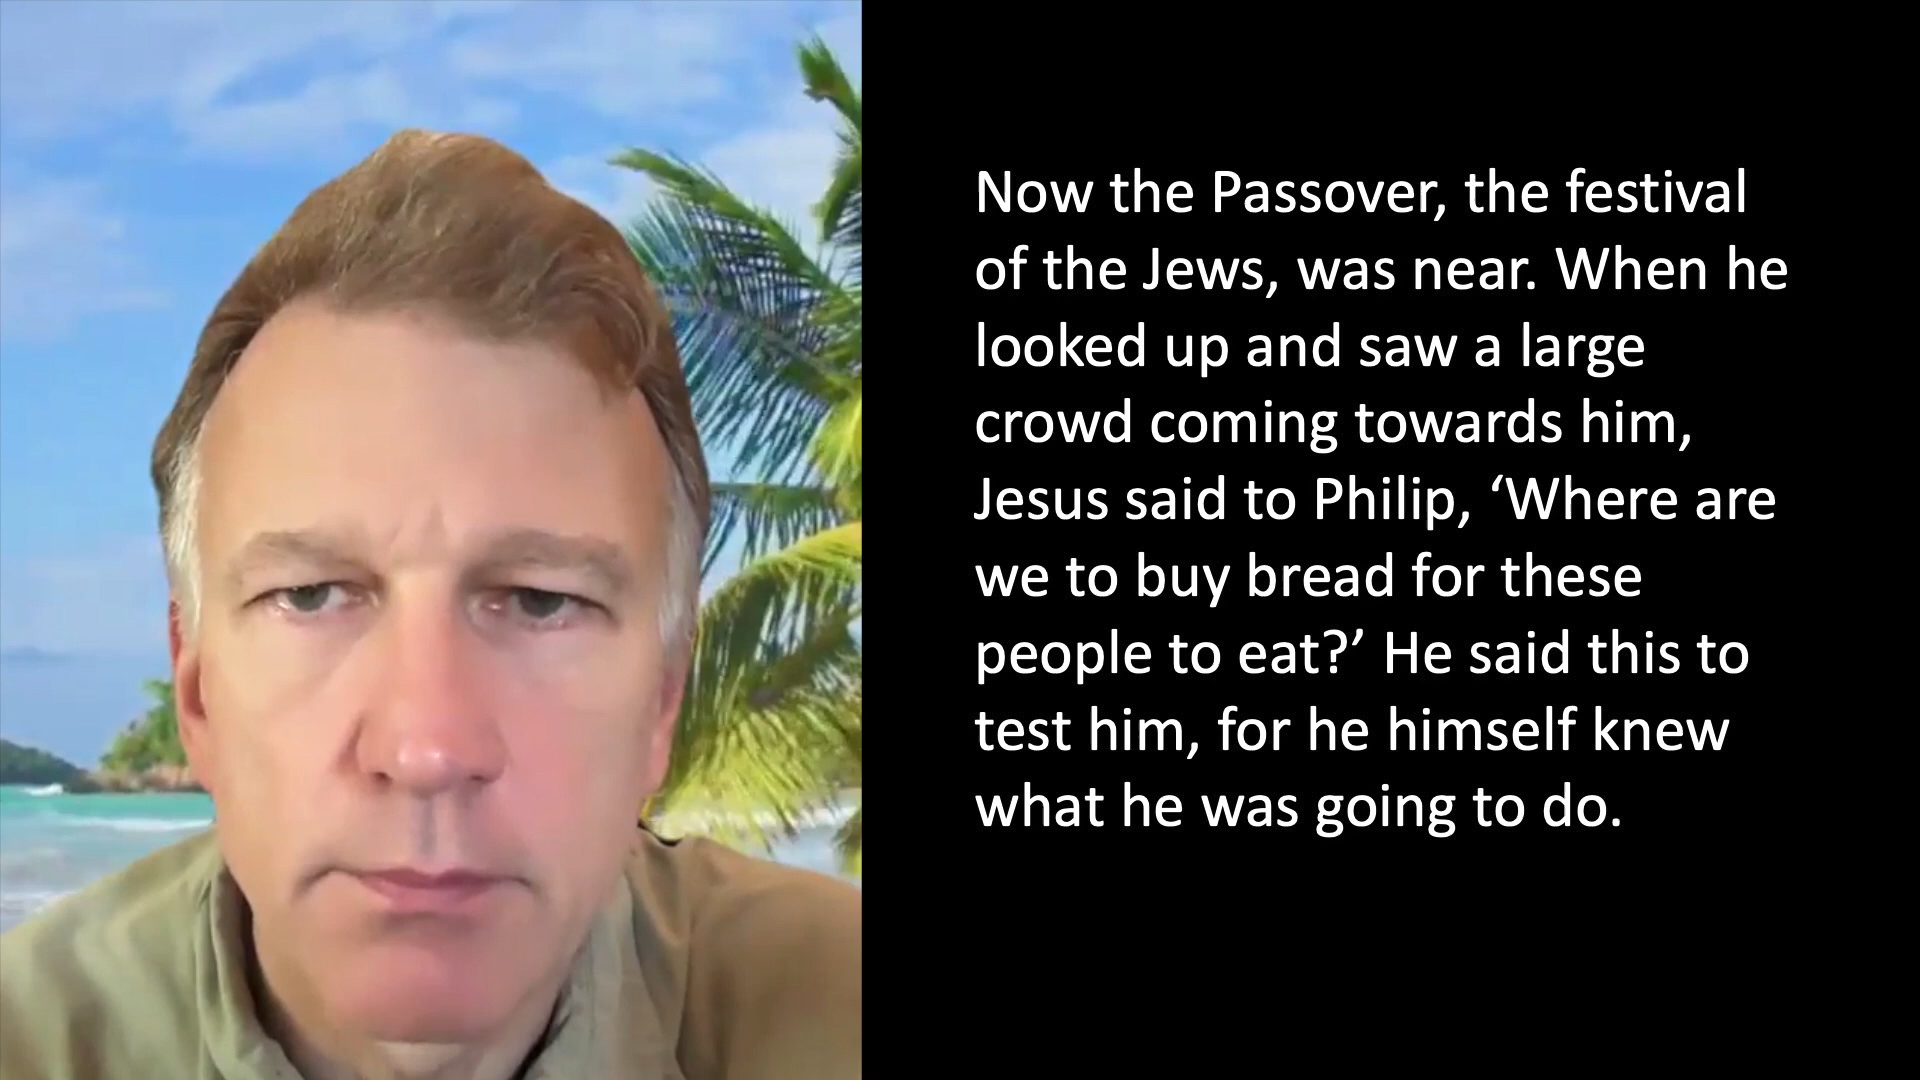 Now the Passover, the festival
of the Jews, was near. When he
looked up and saw a large
crowd coming towards him,
Jesus said to Philip, ‘Where are
we to buy bread for these
people to eat?’ He said this to
test him, for he himself knew
what he was going to do.